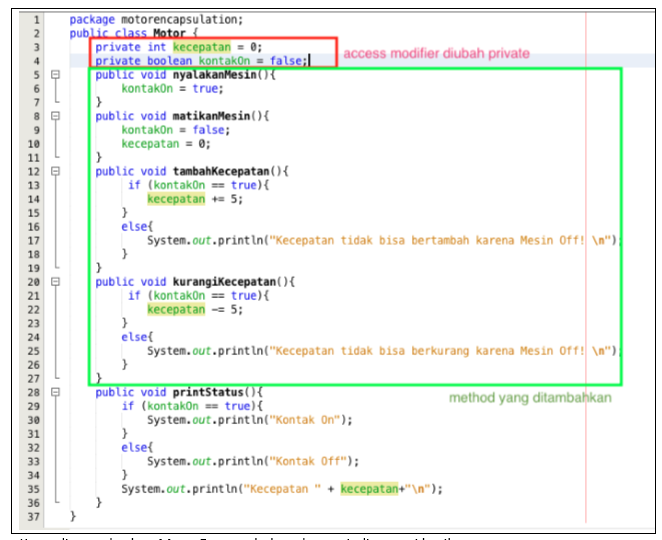 1 package motorencapsulation;
2 public class Motor {
3 private int kecepatan = 0;
4 private boolean kontakOn = false;
access modifier diubah private
5 public void nyalakanMesin(){
6 kontakOn = true;
7 }
8 public void matikanMesin(){
9 kontakOn = false;
10 kecepatan = 0;
11 }
12 public void tambahKecepatan(){
13 if (kontakOn == true){
14 kecepatan += 5;
15 }
16 else{
17 System.out.println("Kecepatan tidak bisa bertambah karena Mesin Off! \n");
18 }
19 }
20 public void kurangiKecepatan(){
21 if (kontakOn == true){
22 kecepatan -= 5;
23 }
24 else{
25 System.out.println("Kecepatan tidak bisa berkurang karena Mesin Off! \n");
26 }
27 }
method yang ditambahkan
28 public void printStatus(){
29 if (kontakOn == true){
30 System.out.println("Kontak On");
31 }
32 else{
33 System.out.println("Kontak Off");
34 }
35 System.out.println("Kecepatan " + kecepatan+"\n");
36 }
37 }